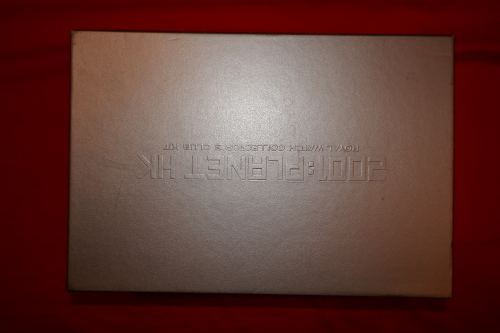 2001:PLANET HK
ROYAL WATCH COLLECTOR'S CLUB KIT